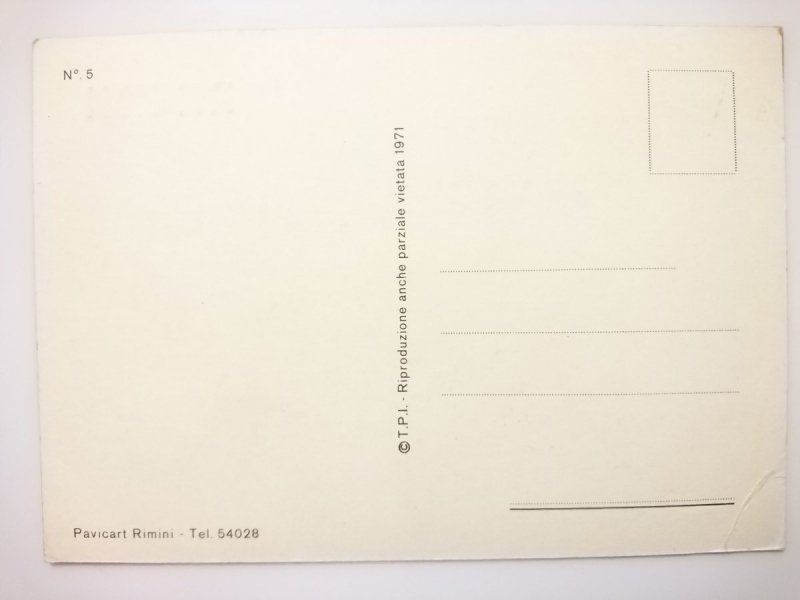 N°. 5
© T.P.I. - Riproduzione anche parziale vietata 1971
Pavicart Rimini - Tel. 54028